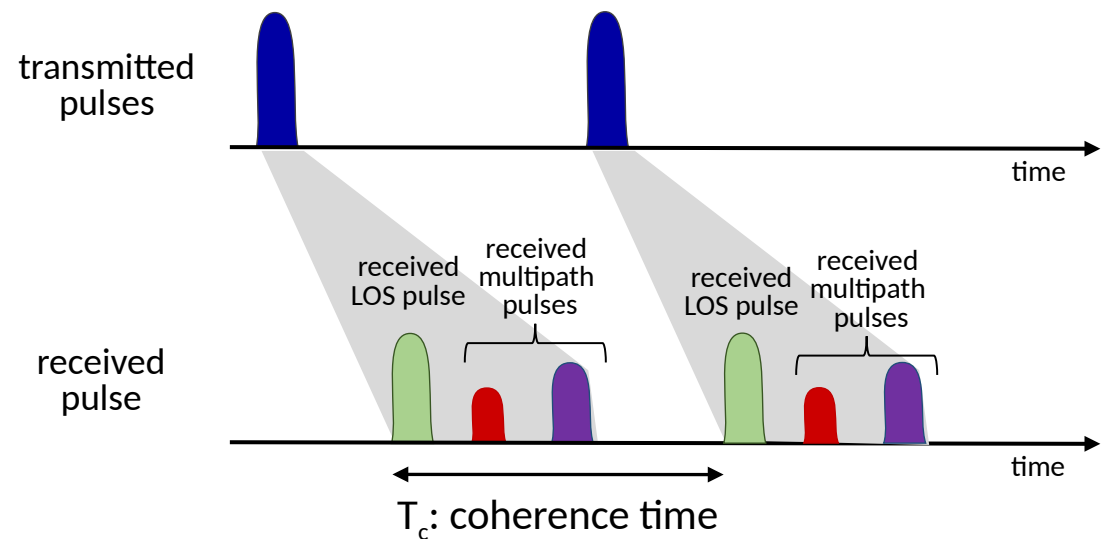 transmitted
pulses
time
received
LOS pulse
received
multipath
pulses
received
LOS pulse
received
multipath
pulses
received
pulse
time
Tc: coherence time